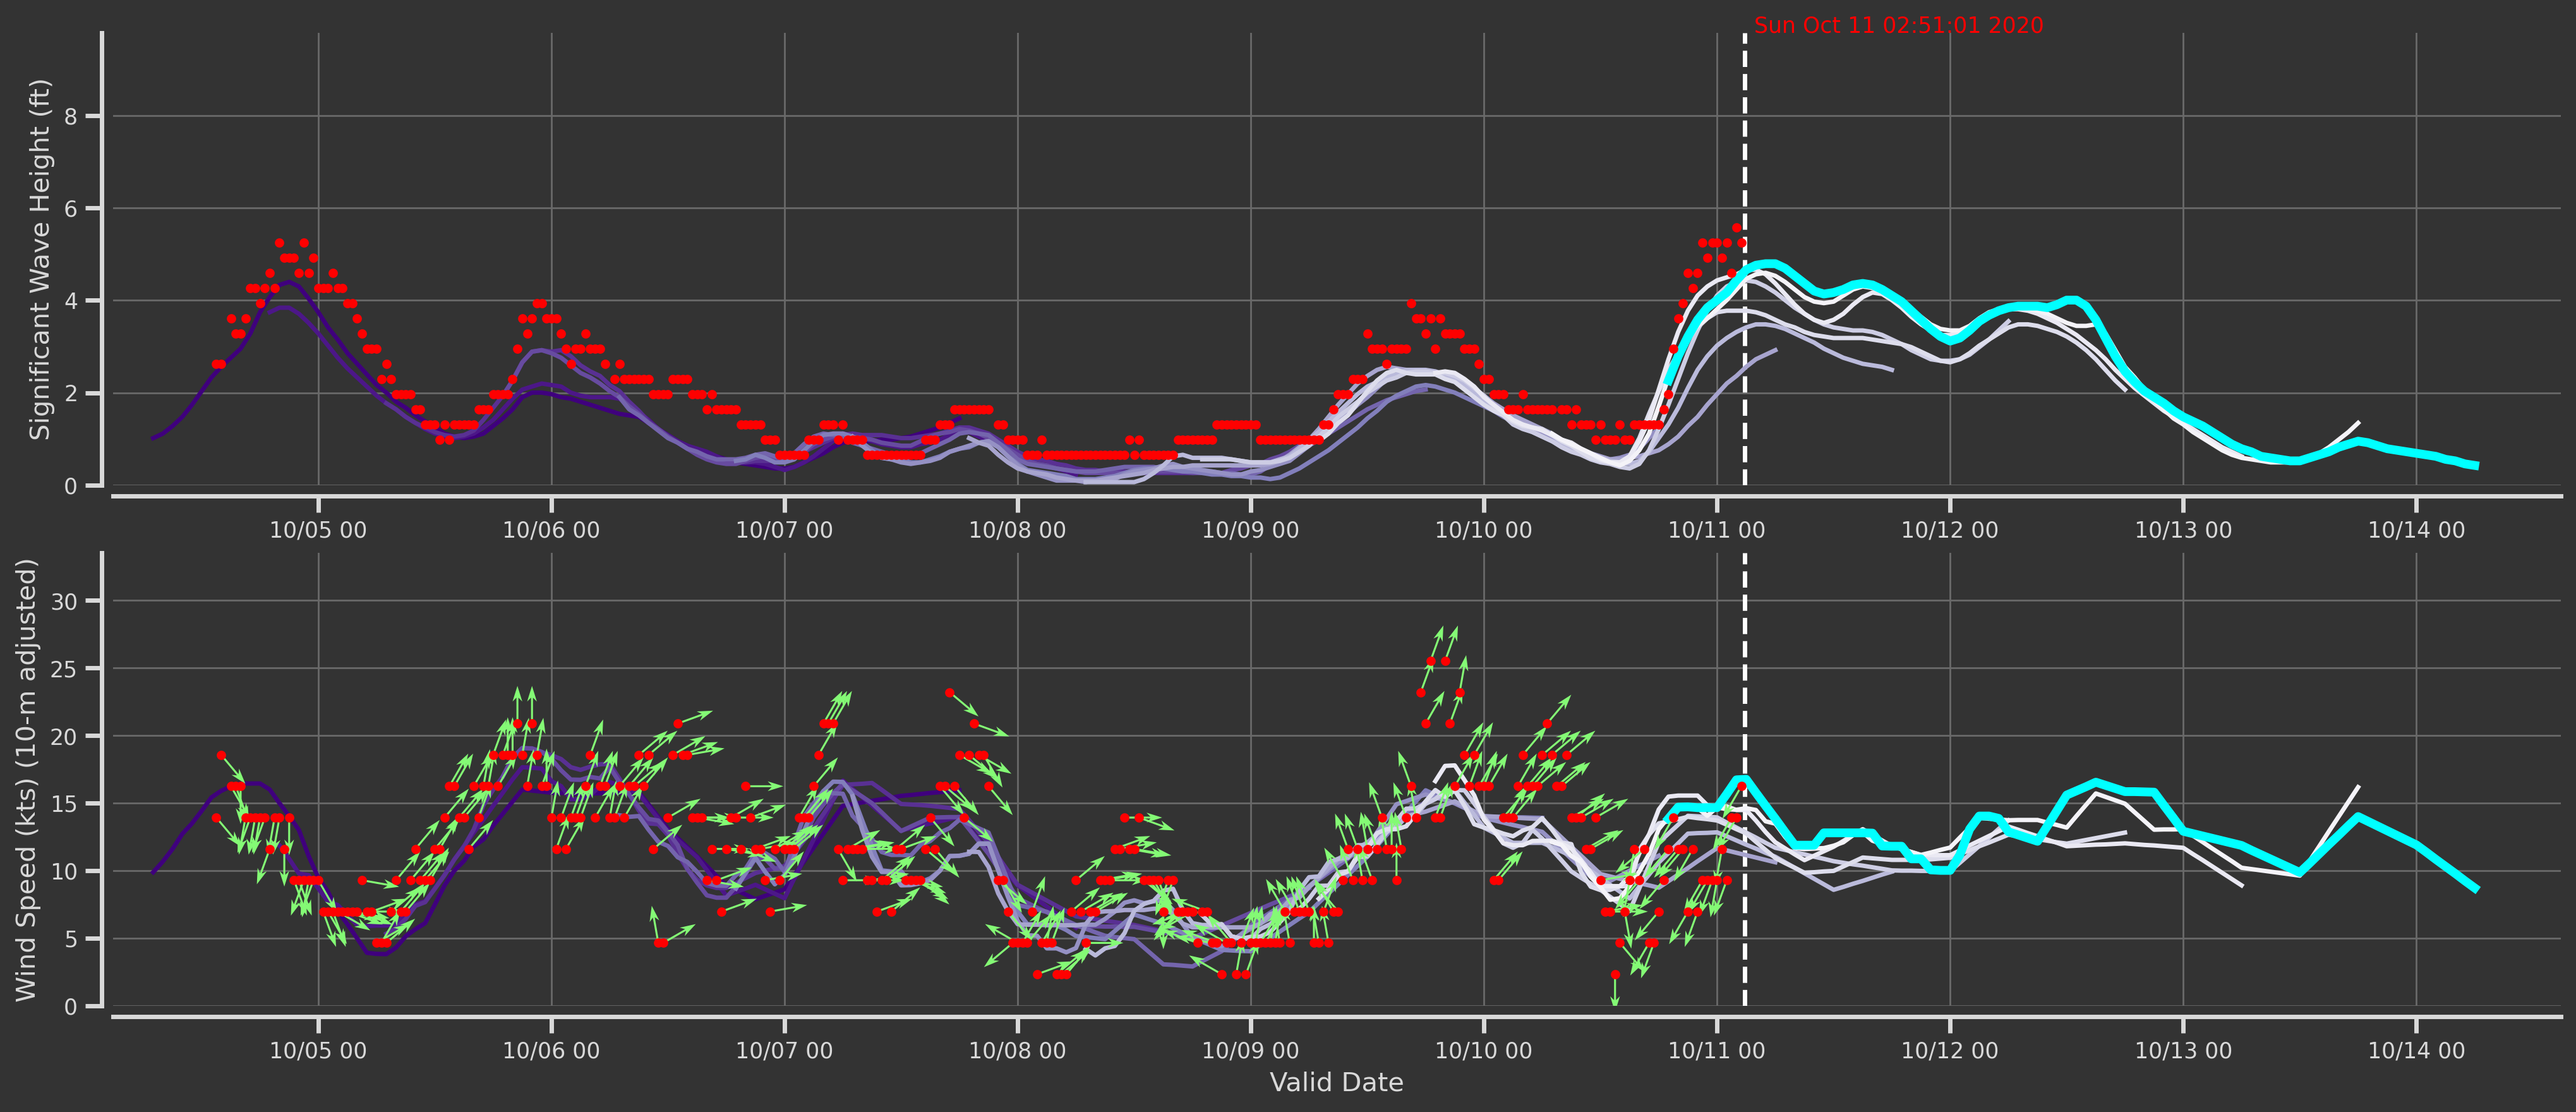 Sun Oct 11 02:51:01 2020
Significant Wave Height (ft)
8
6
4
2
0
10/05 00 10/06 00 10/07 00 10/08 00 10/09 00 10/10 00 10/11 00 10/12 00 10/13 00 10/14 00
Wind Speed (kts) (10-m adjusted)
30
25
20
15
10
5
0
10/05 00 10/06 00 10/07 00 10/08 00 10/09 00 10/10 00 10/11 00 10/12 00 10/13 00 10/14 00
Valid Date